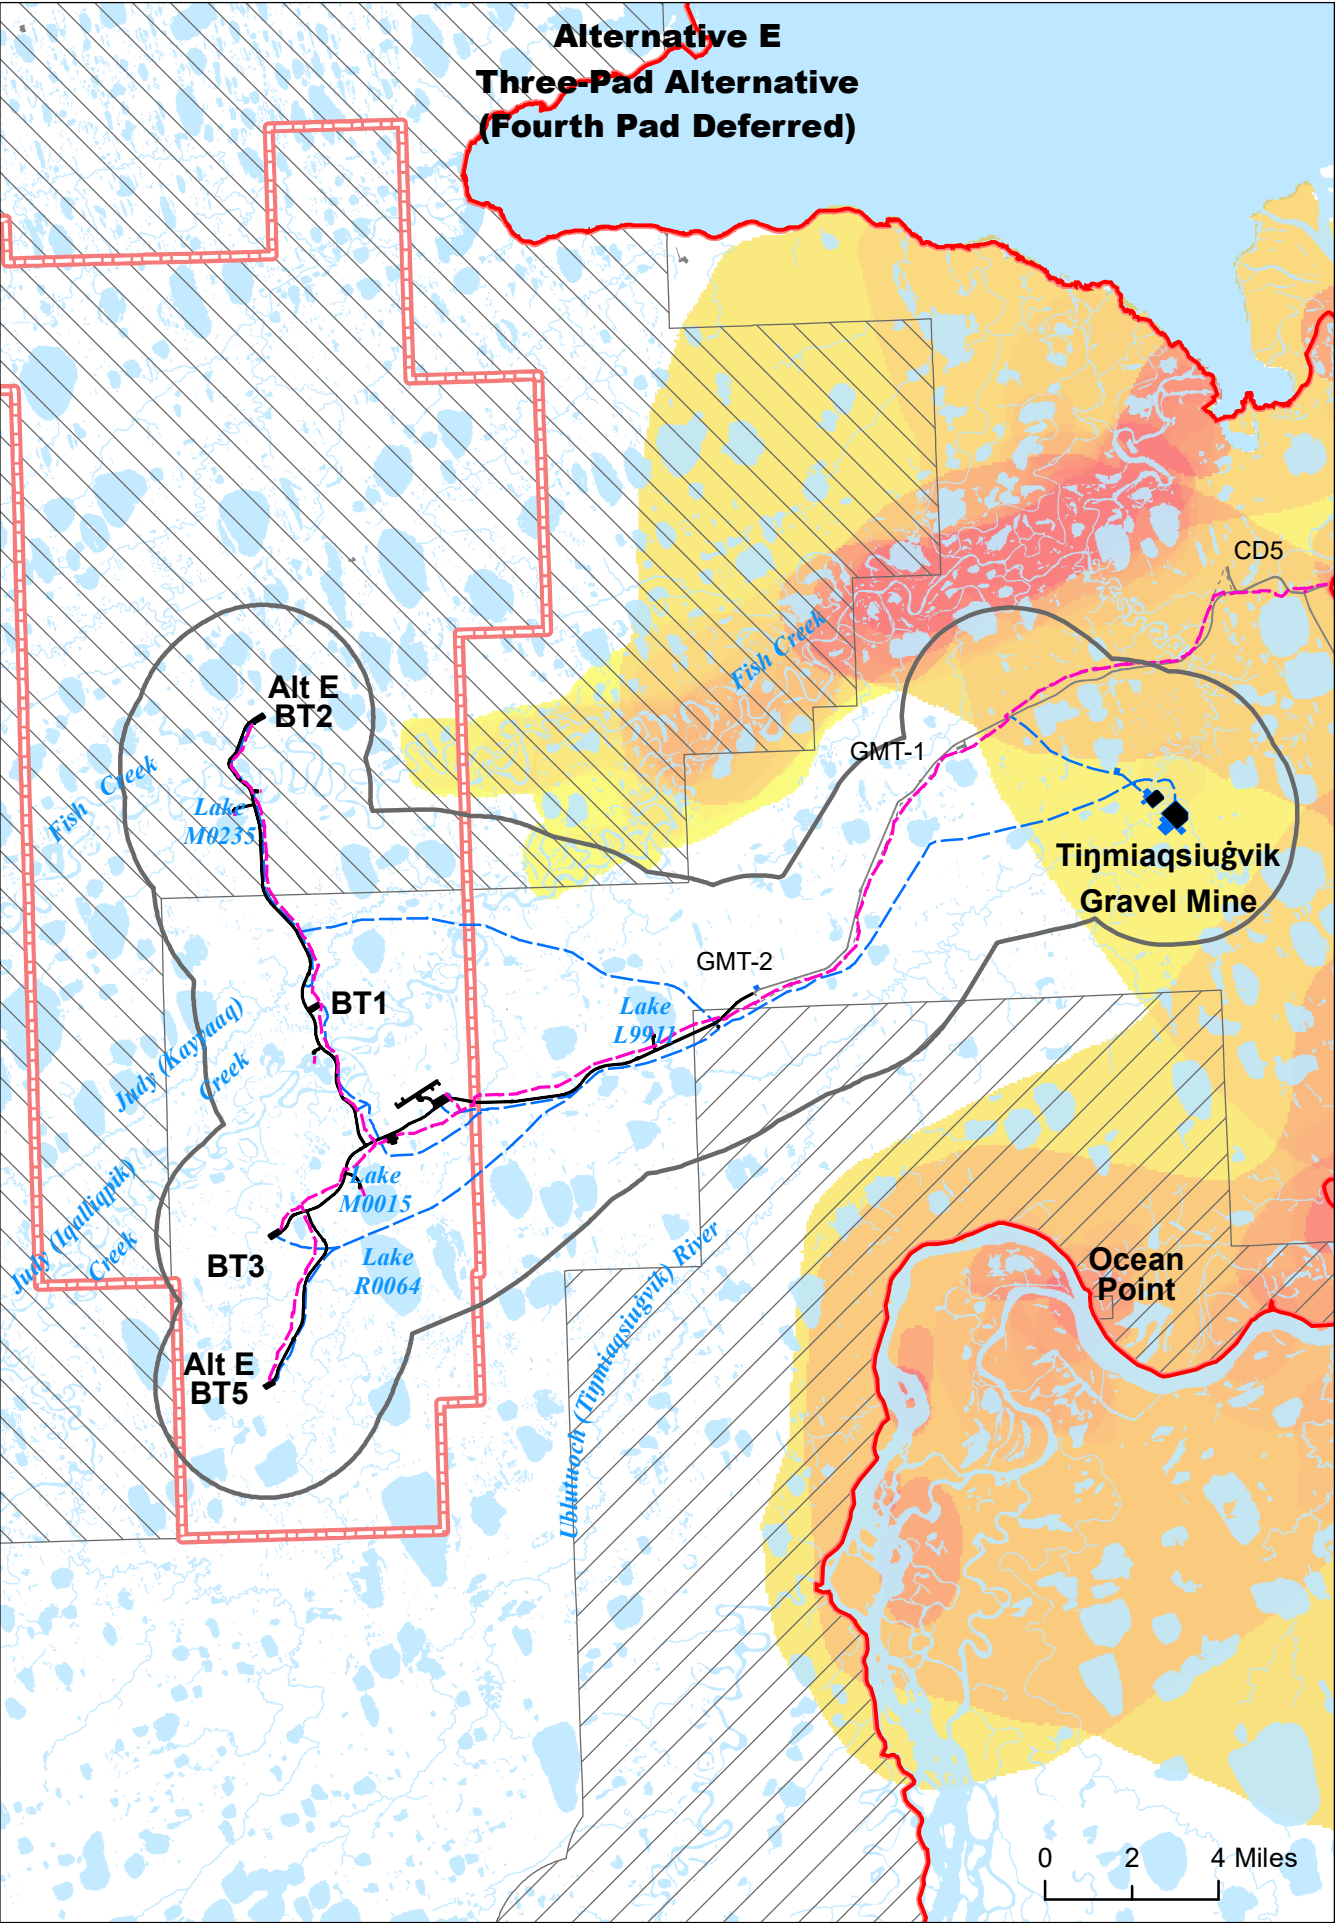 Alternative E
Three-Pad Alternative
(Fourth Pad Deferred)
CD5
Fish Creek
Alt E
BT2
GMT-1
Fish Creek
Lake
M0235
Tiŋmiaqsiuġvik
Gravel Mine
GMT-2
BT1
Lake
L9911
Judy (Kayyaaq)
Creek
Lake
M0015
Judy (Iqalliqpik)
Creek
BT3
Lake
R0064
Ublutuoch (Tiŋmiaqsiuġvik) River
Ocean
Point
Alt E
BT5
0 2 4 Miles